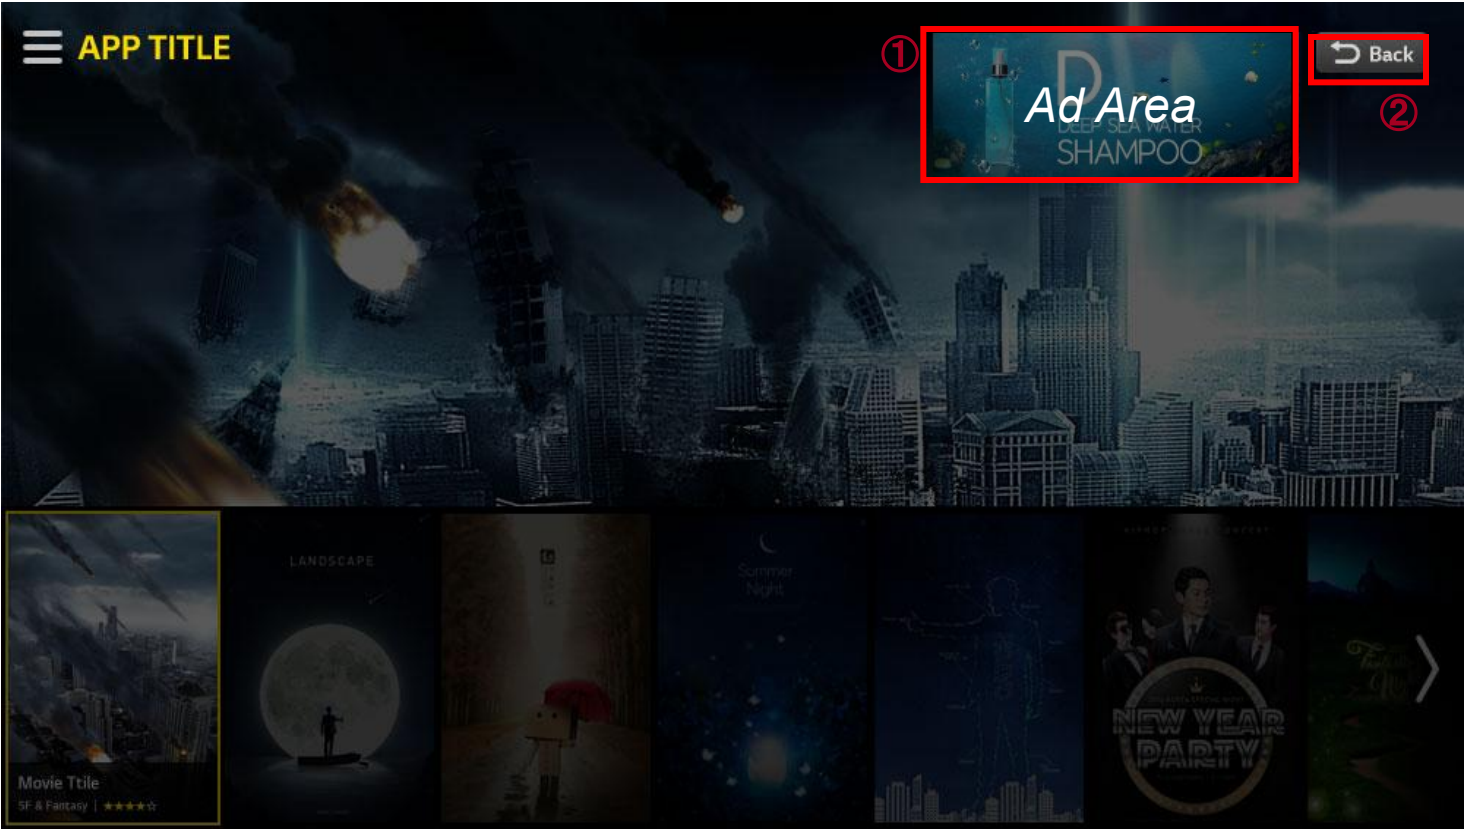 APP TITLE
①
D
Ad Area
DEEP SEA WATER
SHAMPOO
Back
②
LANDSCAPE
Summer
Night
NEW YEAR
PARTY
Movie Ttile
SF & Fantasy | ★★★★☆